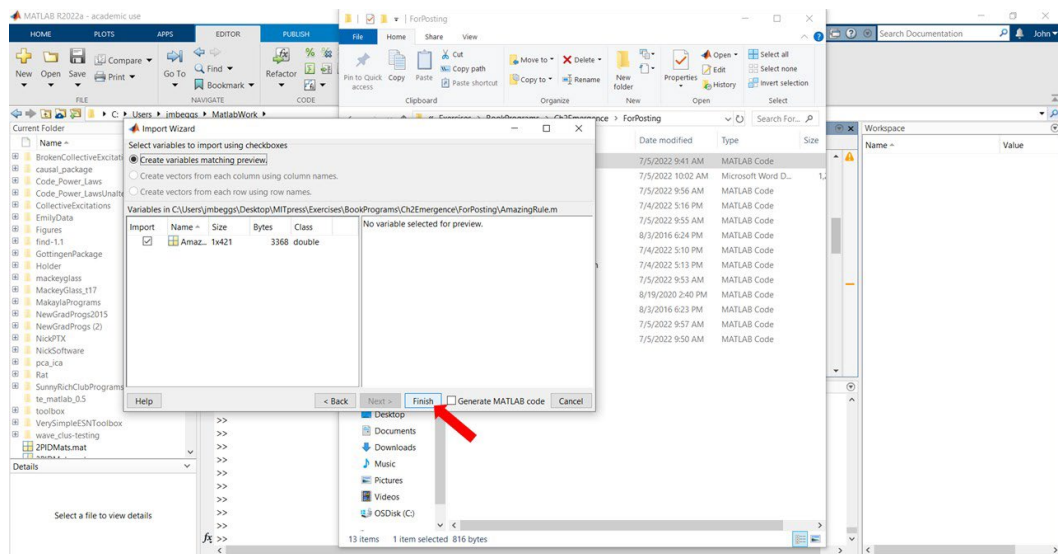 MATLAB R2022a - academic use
HOME PLOTS APPS EDITOR PUBLISH
Search Documentation John
New Open Save Compare Print
Go To Find Bookmark
Refactor
FILE NAVIGATE CODE
C: Users jmbeggs MatlabWork
Current Folder
Name
BrokenCollectiveExcitati
causal_package
Code_Power_Laws
Code_Power_LawsUnalte
CollectiveExcitations
EmilyData
Figures
find-1.1
GottingenPackage
Holder
mackeyglass
MackeyGlass_t17
MakaylaPrograms
NewGradProgs2015
NewGradProgs (2)
NickPTX
NickSoftware
pca_ica
Rat
SunnyRichClubPrograms
te_matlab_0.5
toolbox
VerySimpleESNToolbox
wave_clus-testing
2PIDMats.mat
Details
Select a file to view details
Import Wizard
Select variables to import using checkboxes
Create variables matching preview.
Create vectors from each column using column names.
Create vectors from each row using row names.
Variables in C:\Users\jmbeggs\Desktop\MITpress\Exercises\BookPrograms\Ch2Emergence\ForPosting\AmazingRule.m
Import Name Size Bytes Class
Amaz... 1x421 3368 double
No variable selected for preview.
Help < Back Next > Finish Generate MATLAB code Cancel
>>
>>
>>
>>
>>
>>
>>
>>
>>
fx >>
ForPosting
File Home Share View
Pin to Quick access
Copy
Paste
Cut
Copy path
Paste shortcut
Move to
Copy to
Delete
Rename
New folder
Properties
Open
Edit
History
Select all
Select none
Invert selection
Clipboard Organize New Open Select
Exercises > BookPrograms > Ch2Emergence > ForPosting
Search For...
Date modified Type Size
7/5/2022 9:41 AM MATLAB Code
7/5/2022 10:02 AM Microsoft Word D... 1,
7/5/2022 9:56 AM MATLAB Code
7/4/2022 5:16 PM MATLAB Code
7/5/2022 9:55 AM MATLAB Code
8/3/2016 6:24 PM MATLAB Code
7/4/2022 5:10 PM MATLAB Code
7/4/2022 5:13 PM MATLAB Code
7/5/2022 9:53 AM MATLAB Code
8/19/2020 2:40 PM MATLAB Code
8/3/2016 6:23 PM MATLAB Code
7/5/2022 9:57 AM MATLAB Code
7/5/2022 9:50 AM MATLAB Code
Desktop
Documents
Downloads
Music
Pictures
Videos
OSDisk (C:)
13 items 1 item selected 816 bytes
Workspace
Name Value